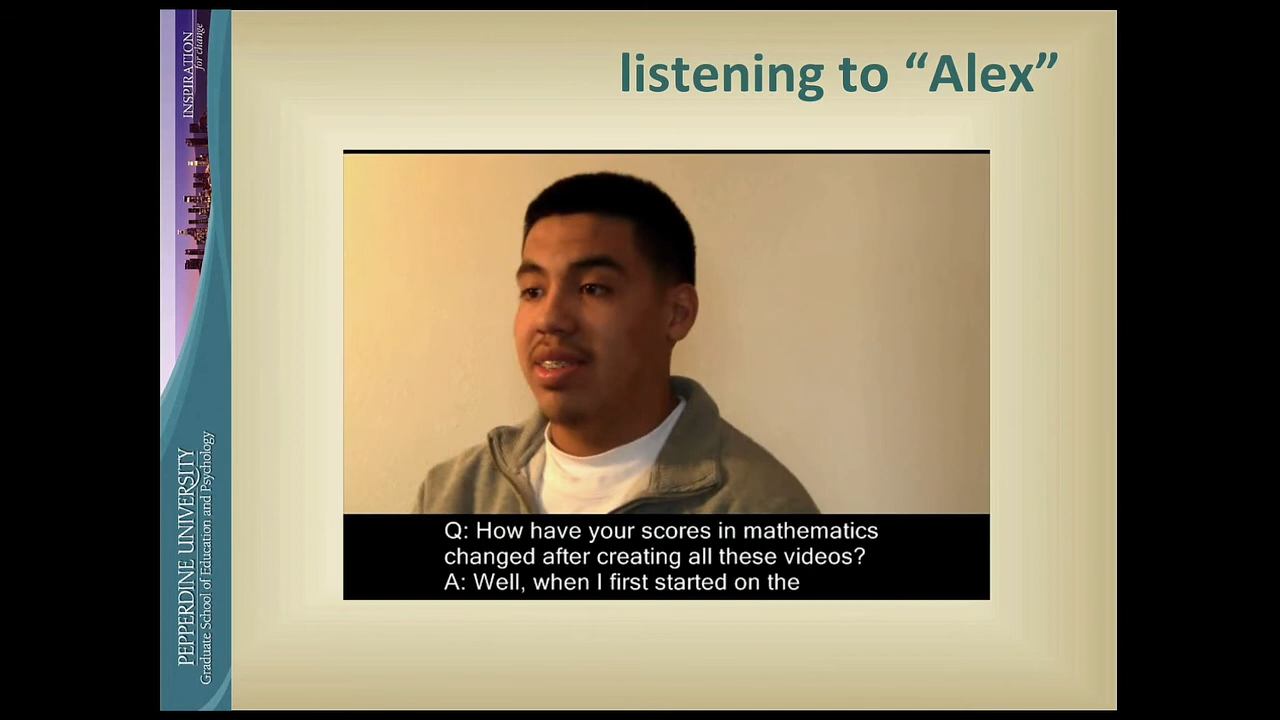 listening to “Alex”
Q: How have your scores in mathematics
changed after creating all these videos?
A: Well, when I first started on the
INSPIRATION
for change
PEPPERDINE UNIVERSITY
Graduate School of Education and Psychology